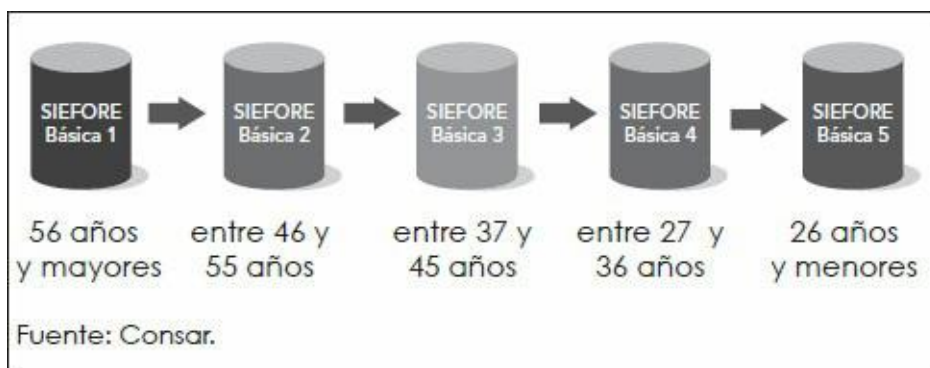 SIEFORE
Básica 1
SIEFORE
Básica 2
SIEFORE
Básica 3
SIEFORE
Básica 4
SIEFORE
Básica 5
56 años
y mayores
entre 46 y
55 años
entre 37 y
45 años
entre 27 y
36 años
26 años
y menores
Fuente: Consar.